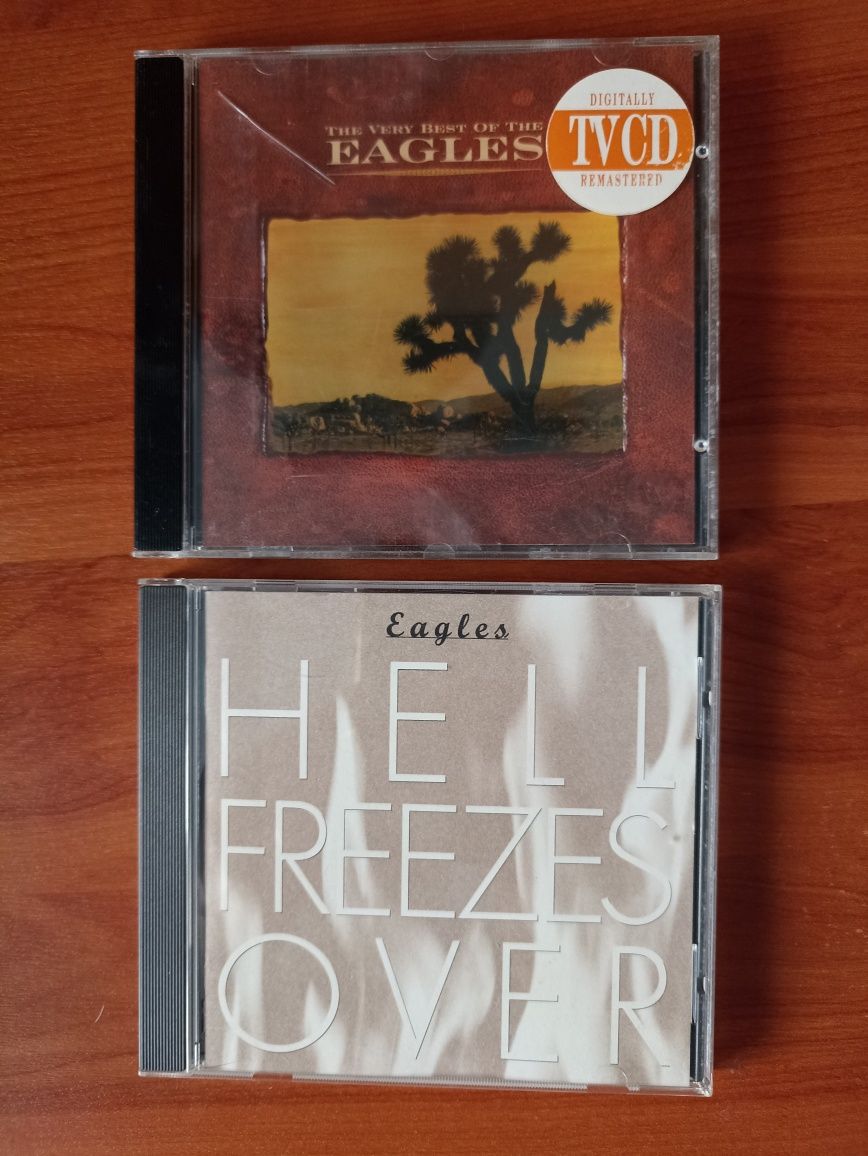 THE VERY BEST OF THE
EAGLES
DIGITALLY
TVCD
REMASTERED
Eagles
HELL
FREEZES
OVER